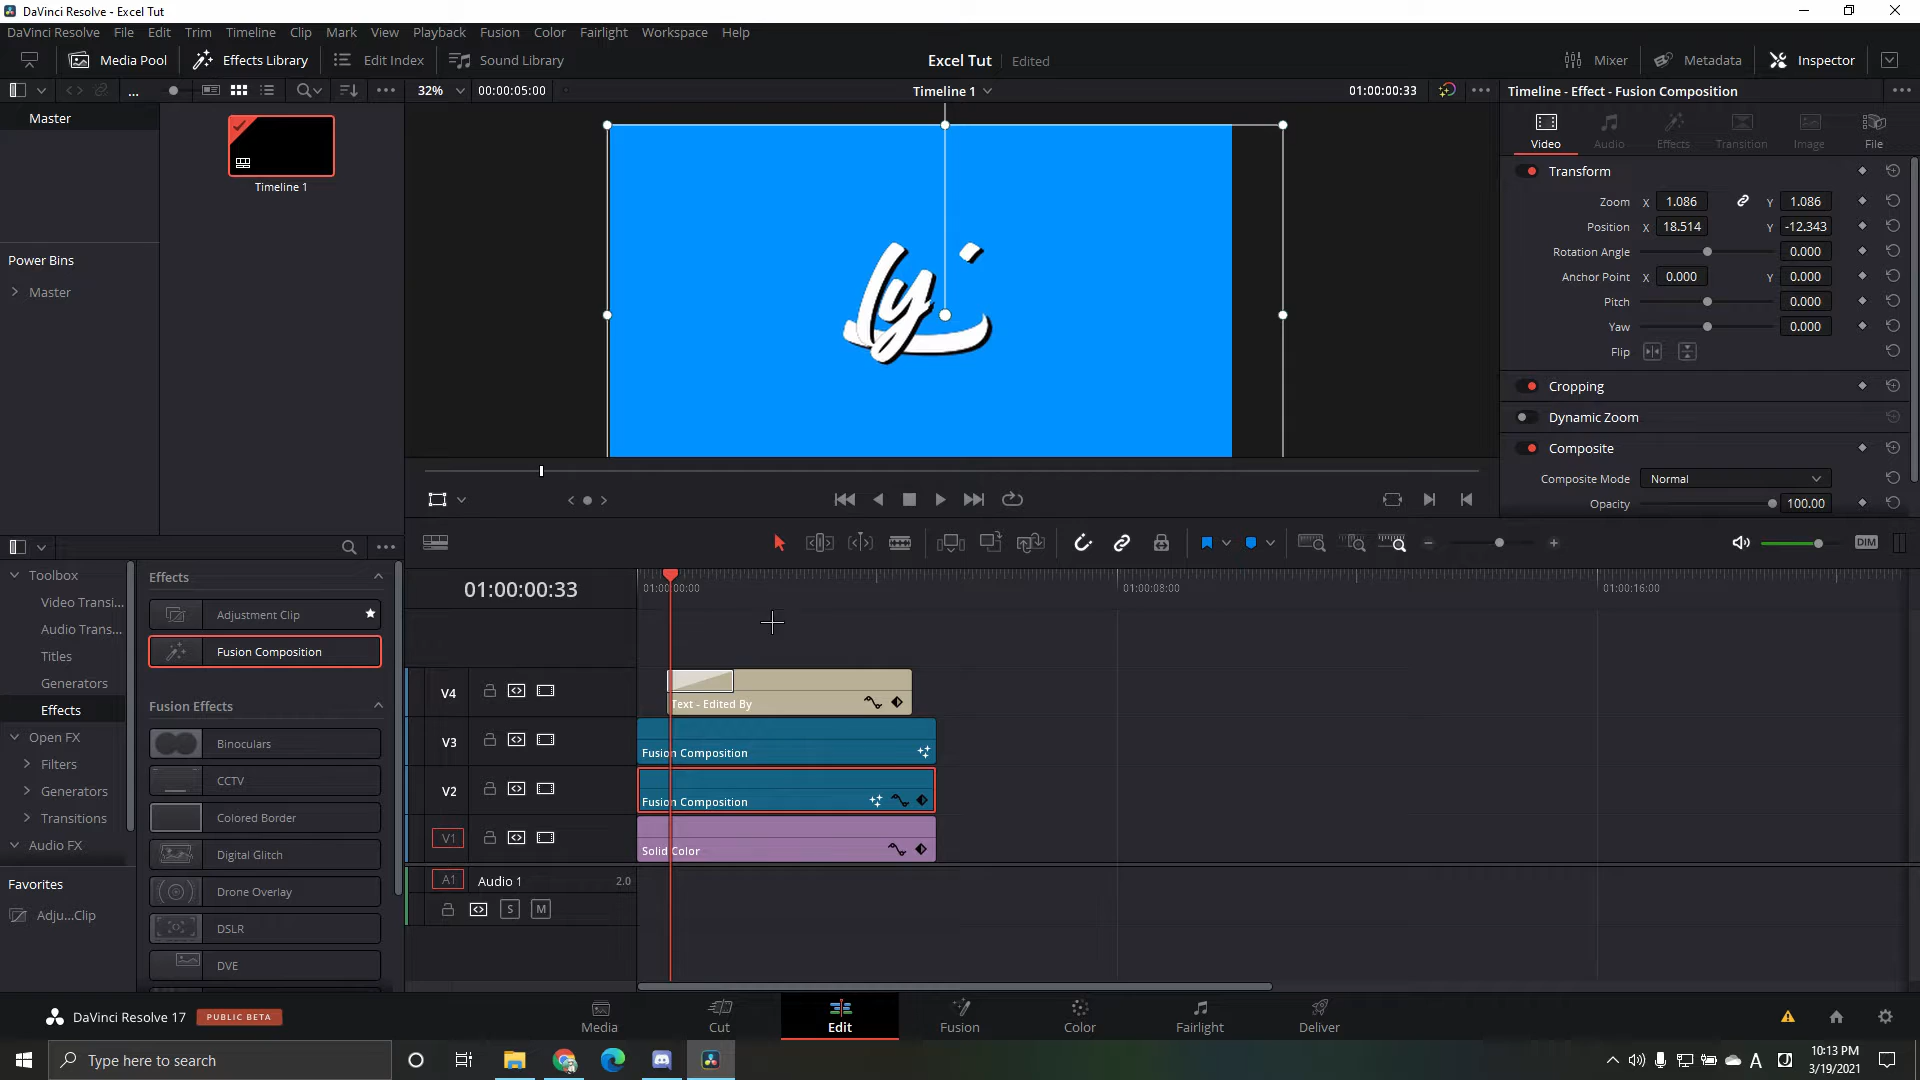 DaVinci Resolve - Excel Tut
DaVinci Resolve File Edit Trim Timeline Clip Mark View Playback Fusion Color Fairlight Workspace Help
Media Pool Effects Library Edit Index Sound Library Excel Tut Edited Mixer Metadata Inspector
... 32% 00:00:05:00 Timeline 1 01:00:00:33 Timeline - Effect - Fusion Composition
Master
Timeline 1
Power Bins
Master
ly
Video Audio Effects Transition Image File
Transform
Zoom X 1.086 Y 1.086
Position X 18.514 Y -12.343
Rotation Angle 0.000
Anchor Point X 0.000 Y 0.000
Pitch 0.000
Yaw 0.000
Flip
Cropping
Dynamic Zoom
Composite
Composite Mode Normal
Opacity 100.00
DIM
Toolbox
Video Transi...
Audio Trans...
Titles
Generators
Effects
Open FX
Filters
Generators
Transitions
Audio FX
Favorites
Adju...Clip
Effects
Adjustment Clip
Fusion Composition
Fusion Effects
Binoculars
CCTV
Colored Border
Digital Glitch
Drone Overlay
DSLR
DVE
01:00:00:33
01:00:00:00 01:00:08:00 01:00:16:00
V4 Text - Edited By
V3 Fusion Composition
V2 Fusion Composition
V1 Solid Color
A1 Audio 1 2.0
S M
DaVinci Resolve 17 PUBLIC BETA
Media Cut Edit Fusion Color Fairlight Deliver
Type here to search
A
10:13 PM
3/19/2021